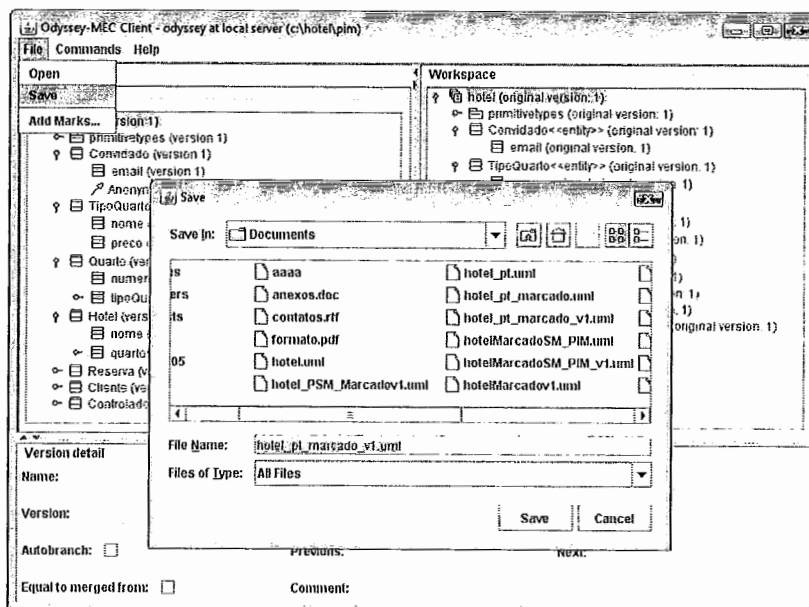 Odyssey-MEC Client - odyssey at local server (c:\hotel\pim)
File Commands Help
Open
Save
Add Marks...
rsion 1)
primitivetypes (version 1)
Convidado (version 1)
email (version 1)
Anonym
TipoQuarto
nome
preco
Quarto (ver
numer
tipoQu
Hotel (vers
nome
quarto
Reserva (v
Cliente (ve
Controlado
Workspace
hotel (original version: 1)
primitivetypes (original version: 1)
Convidado<<entity>> (original version: 1)
email (original version: 1)
TipoQuarto<<entity>> (original version: 1)
1)
1)
on: 1)
1)
n: 1)
1)
original version: 1)
Save
Save In: Documents
s
ers
ts
05
aaaa
anexos.doc
contatos.rtf
formato.pdf
hotel.uml
hotel_PSM_Marcadov1.uml
hotel_pt.uml
hotel_pt_marcado.uml
hotel_pt_marcado_v1.uml
hotelMarcadoSM_PIM.uml
hotelMarcadoSM_PIM_v1.uml
hotelMarcadov1.uml
File Name: hotel_pt_marcado_v1.uml
Files of Type: All Files
Save Cancel
Version detail
Name:
Version:
Autobranch:
Previous:
Next:
Equal to merged from:
Comment: